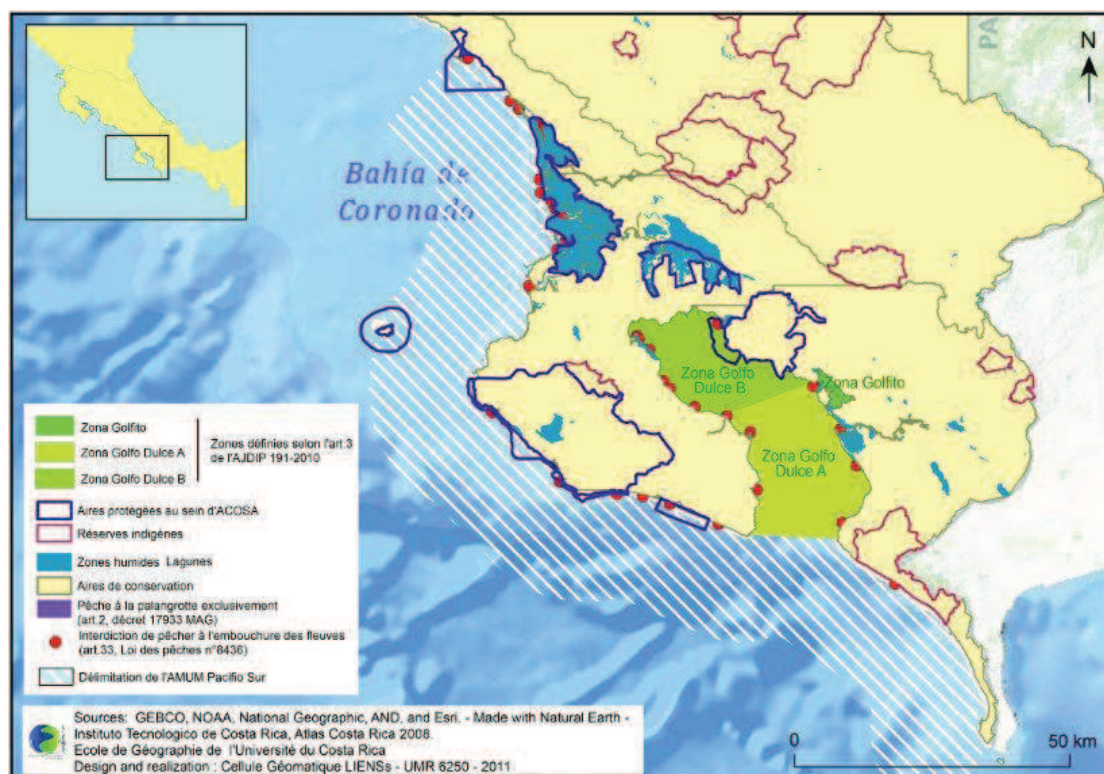 N
PA
Bahía de
Coronado
Zona Golfo
Dulce B
Zona Golfito
Zona Golfo
Dulce A
Zona Golfito
Zona Golfo Dulce A
Zona Golfo Dulce B
Zones définies selon l'art.3
de l'AJDIP 191-2010
Aires protégées au sein d'ACOSA
Réserves indigènes
Zones humides Lagunes
Aires de conservation
Pêche à la palangrotte exclusivement
(art.2, décret 17933 MAG)
Interdiction de pêcher à l'embouchure des fleuves
(art.33, Loi des pêches n°8436)
Délimitation de l'AMUM Pacifio Sur
Sources: GEBCO, NOAA, National Geographic, AND, and Esri. - Made with Natural Earth -
Instituto Tecnologico de Costa Rica, Atlas Costa Rica 2008.
Ecole de Géographie de l'Université du Costa Rica
Design and realization : Cellule Géomatique LIENSs - UMR 6250 - 2011
0 50 km